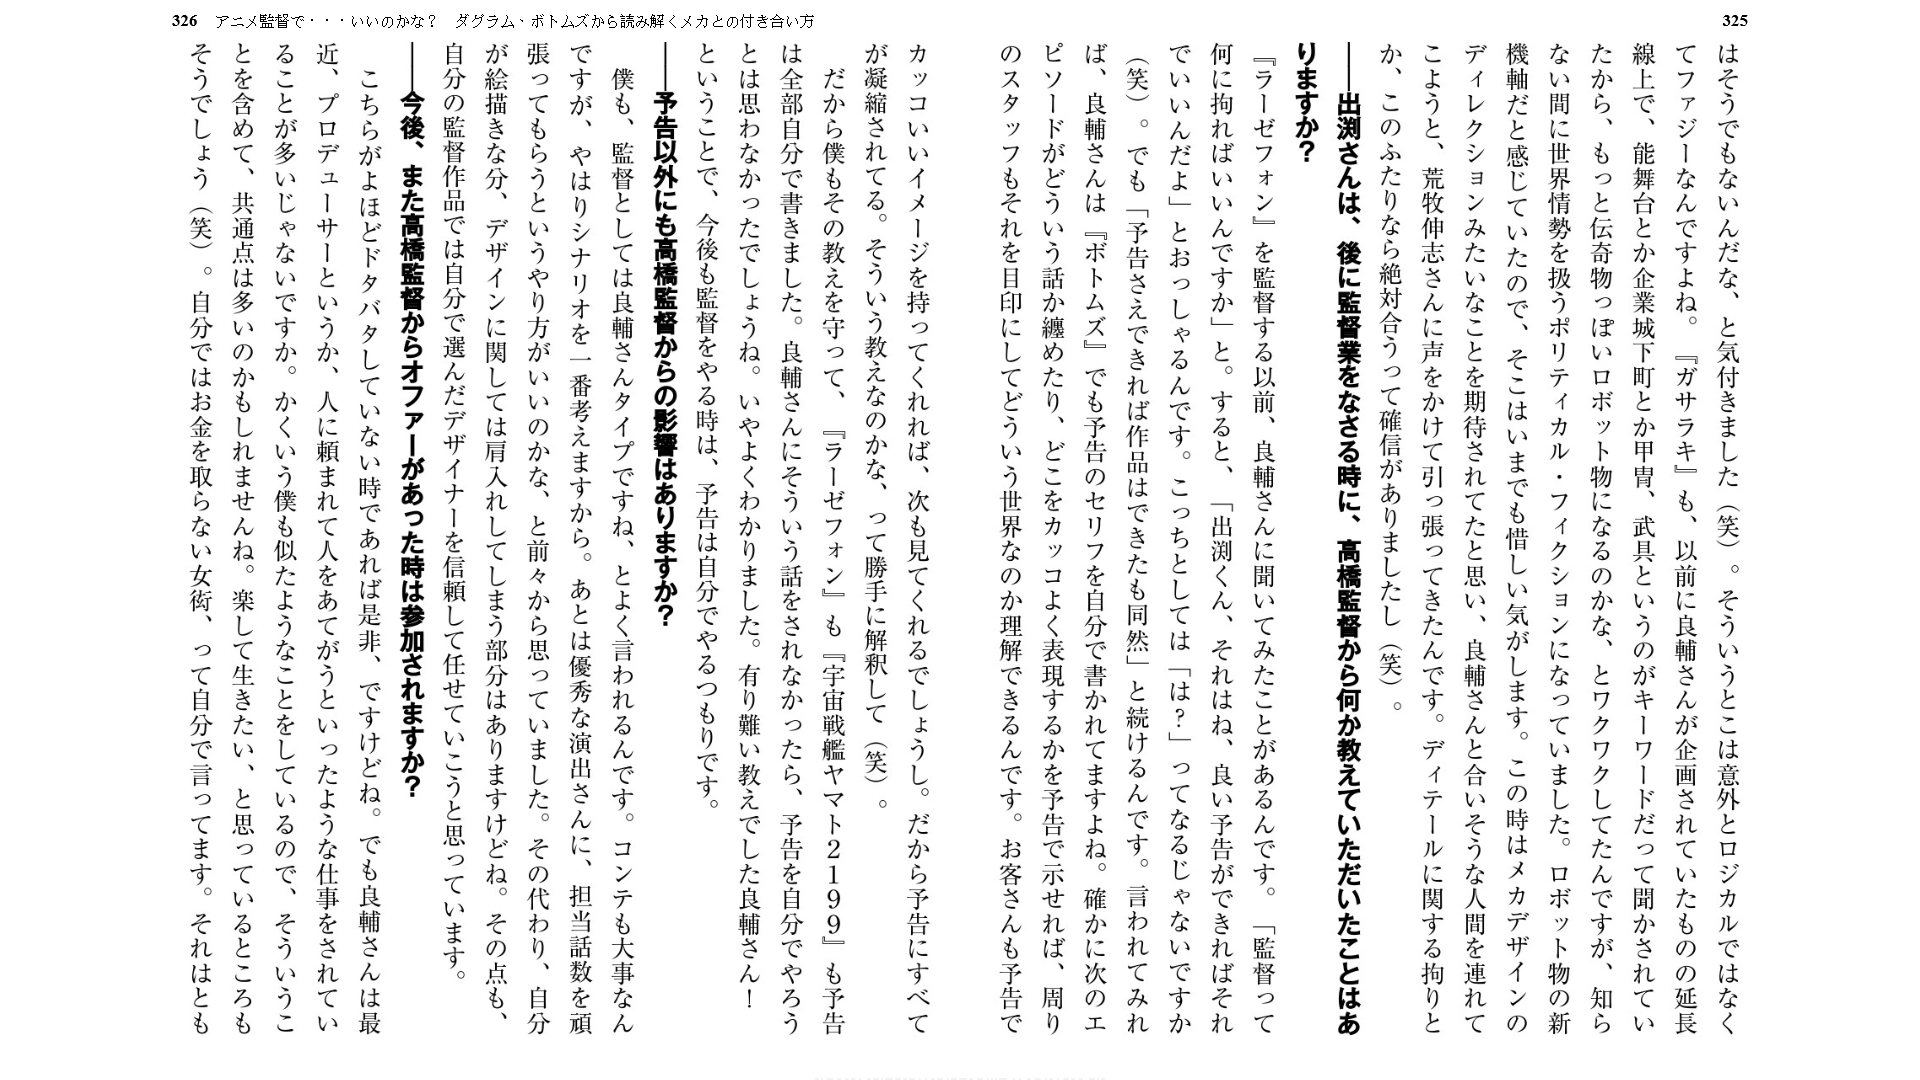 325
はそうでもないんだな、と気付きました（笑）。そういうとこは意外とロジカルではなく
てファジーなんですよね。『ガサラキ』も、以前に良輔さんが企画されていたものの延長
線上で、能舞台とか企業城下町とか甲冑、武具というのがキーワードだって聞かされてい
たから、もっと伝奇物っぽいロボット物になるのかな、とワクワクしてたんですが、知ら
ない間に世界情勢を扱うポリティカル・フィクションになっていました。ロボット物の新
機軸だと感じていたので、そこはいまでも惜しい気がします。この時はメカデザインの
ディレクションみたいなことを期待されてたと思い、良輔さんと合いそうな人間を連れて
こようと、荒牧伸志さんに声をかけて引っ張ってきたんです。ディテールに関する拘りと
か、このふたりなら絶対合うって確信がありましたし（笑）。
――出渕さんは、後に監督業をなさる時に、高橋監督から何か教えていただいたことはあ
りますか？
『ラーゼフォン』を監督する以前、良輔さんに聞いてみたことがあるんです。「監督って
何に拘ればいいんですか」と。すると、「出渕くん、それはね、良い予告ができればそれ
でいいんだよ」とおっしゃるんです。こっちとしては「は？」ってなるじゃないですか
（笑）。でも「予告さえできれば作品はできたも同然」と続けるんです。言われてみれ
ば、良輔さんは『ボトムズ』でも予告のセリフを自分で書かれてますよね。確かに次のエ
ピソードがどういう話か纏めたり、どこをカッコよく表現するかを予告で示せれば、周り
のスタッフもそれを目印にしてどういう世界なのか理解できるんです。お客さんも予告で
326 アニメ監督で・・・いいのかな？ ダグラム、ボトムズから読み解くメカとの付き合い方
カッコいいイメージを持ってくれれば、次も見てくれるでしょうし。だから予告にすべて
が凝縮されてる。そういう教えなのかな、って勝手に解釈して（笑）。
だから僕もその教えを守って、『ラーゼフォン』も『宇宙戦艦ヤマト２１９９』も予告
は全部自分で書きました。良輔さんにそういう話をされなかったら、予告を自分でやろう
とは思わなかったでしょうね。いやよくわかりました。有り難い教えでした良輔さん！
ということで、今後も監督をやる時は、予告は自分でやるつもりです。
――予告以外にも高橋監督からの影響はありますか？
僕も、監督としては良輔さんタイプですね、とよく言われるんです。コンテも大事なん
ですが、やはりシナリオを一番考えますから。あとは優秀な演出さんに、担当話数を頑
張ってもらうというやり方がいいのかな、と前々から思っていました。その代わり、自分
が絵描きな分、デザインに関しては肩入れしてしまう部分はありますけどね。その点も、
自分の監督作品では自分で選んだデザイナーを信頼して任せていこうと思っています。
――今後、また高橋監督からオファーがあった時は参加されますか？
こちらがよほどドタバタしていない時であれば是非、ですけどね。でも良輔さんは最
近、プロデューサーというか、人に頼まれて人をあてがうといったような仕事をされてい
ることが多いじゃないですか。かくいう僕も似たようなことをしているので、そういうこ
とを含めて、共通点は多いのかもしれませんね。楽して生きたい、と思っているところも
そうでしょう（笑）。自分ではお金を取らない女衒、って自分で言ってます。それはとも